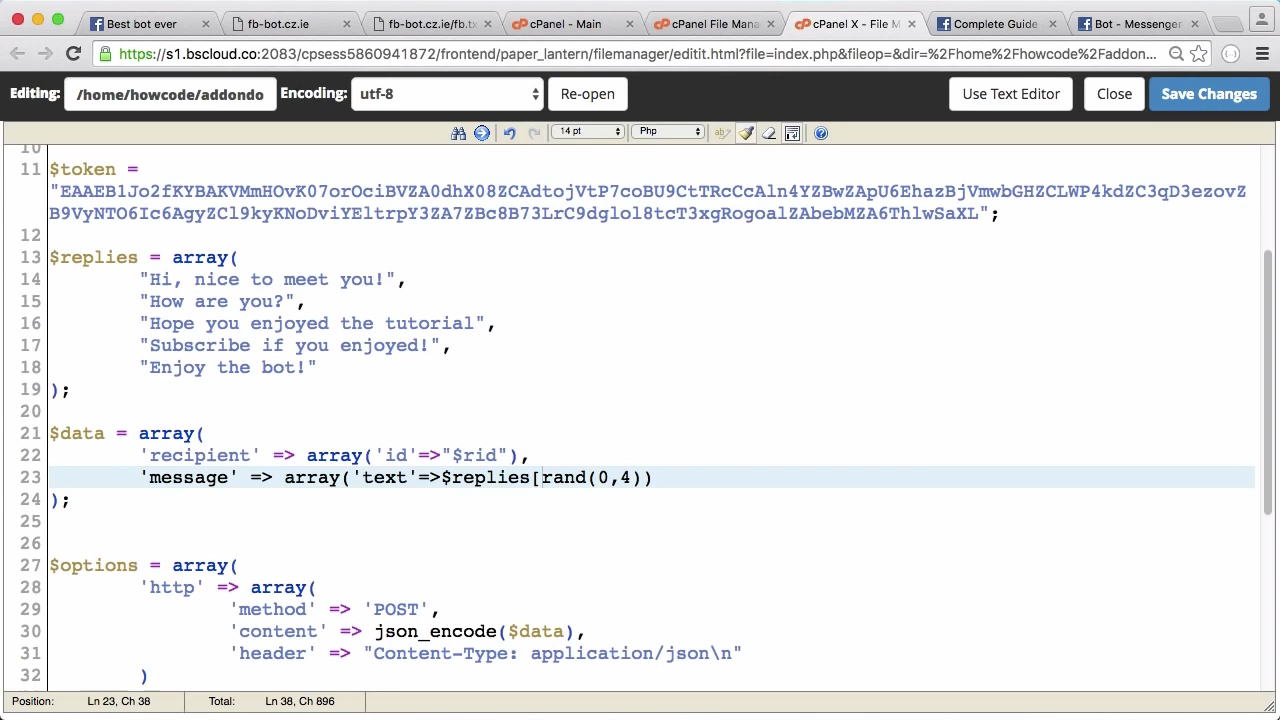 Best bot ever
fb-bot.cz.ie
fb-bot.cz.ie/fb.tx
cPanel - Main
cPanel File Mana
cPanel X - File M
Complete Guide
Bot - Messenger
https://s1.bscloud.co:2083/cpsess5860941872/frontend/paper_lantern/filemanager/editit.html?file=index.php&fileop=&dir=%2Fhome%2Fhowcode%2Faddon...
Editing: /home/howcode/addondo Encoding: utf-8 Re-open Use Text Editor Close Save Changes
14 pt Php
10
11 $token =
12
13 $replies = array(
14 "Hi, nice to meet you!",
15 "How are you?",
16 "Hope you enjoyed the tutorial",
17 "Subscribe if you enjoyed!",
18 "Enjoy the bot!"
19 );
20
21 $data = array(
22 'recipient' => array('id'=>"$rid"),
23 'message' => array('text'=>$replies[rand(0,4))
24 );
25
26
27 $options = array(
28 'http' => array(
29 'method' => 'POST',
30 'content' => json_encode($data),
31 'header' => "Content-Type: application/json\n"
32 )
Position: Ln 23, Ch 38 Total: Ln 38, Ch 896